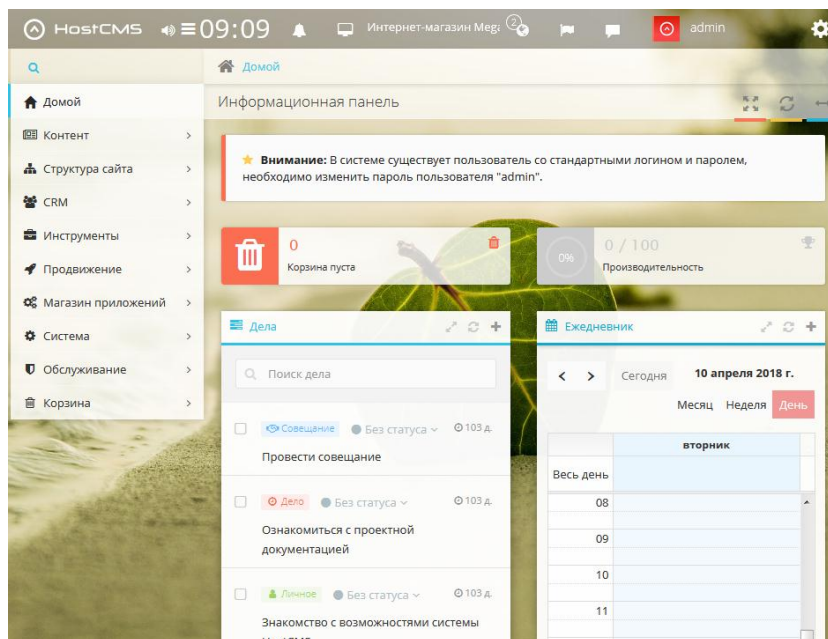 HostCMS 09:09 Интернет-магазин Mega 2 admin
Домой
Домой
Информационная панель
Контент
Структура сайта
CRM
Инструменты
Продвижение
Магазин приложений
Система
Обслуживание
Корзина
Внимание: В системе существует пользователь со стандартными логином и паролем,
необходимо изменить пароль пользователя "admin".
0
Корзина пуста
0%
0 / 100
Производительность
Дела
Поиск дела
Совещание Без статуса 103 д.
Провести совещание
Дело Без статуса 103 д.
Ознакомиться с проектной
документацией
Личное Без статуса 103 д.
Знакомство с возможностями системы
Ежедневник
Сегодня 10 апреля 2018 г.
Месяц Неделя День
вторник
Весь день
08
09
10
11